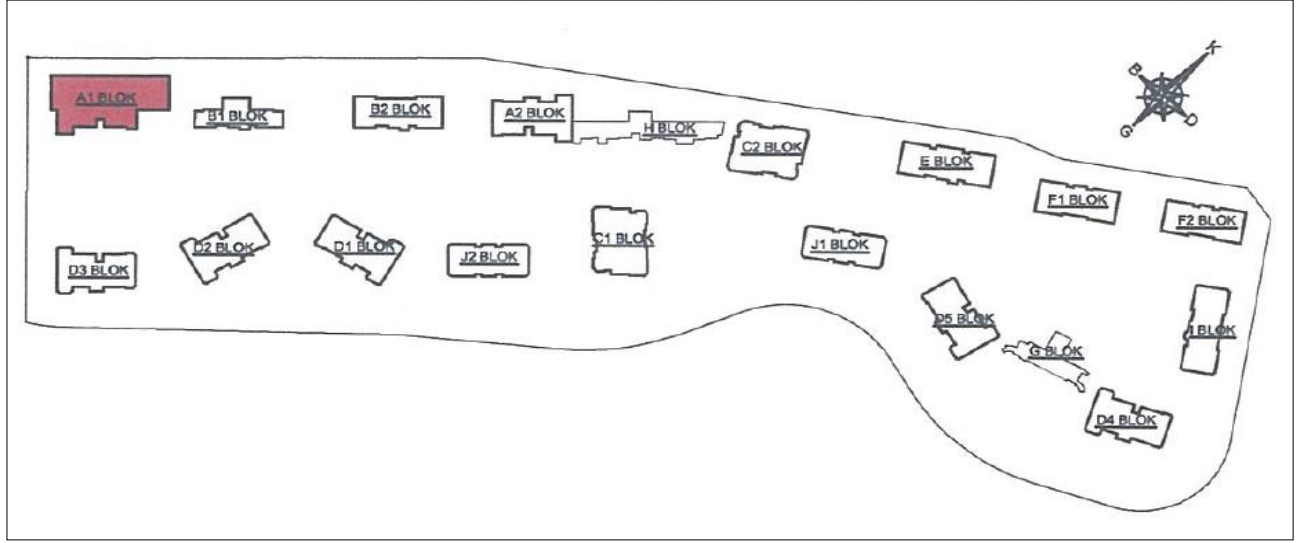 A1 BLOK
B1 BLOK
B2 BLOK
A2 BLOK
H BLOK
C2 BLOK
E BLOK
F1 BLOK
F2 BLOK
K
B
D
G
D3 BLOK
D2 BLOK
D1 BLOK
J2 BLOK
C1 BLOK
J1 BLOK
D5 BLOK
G BLOK
I BLOK
D4 BLOK